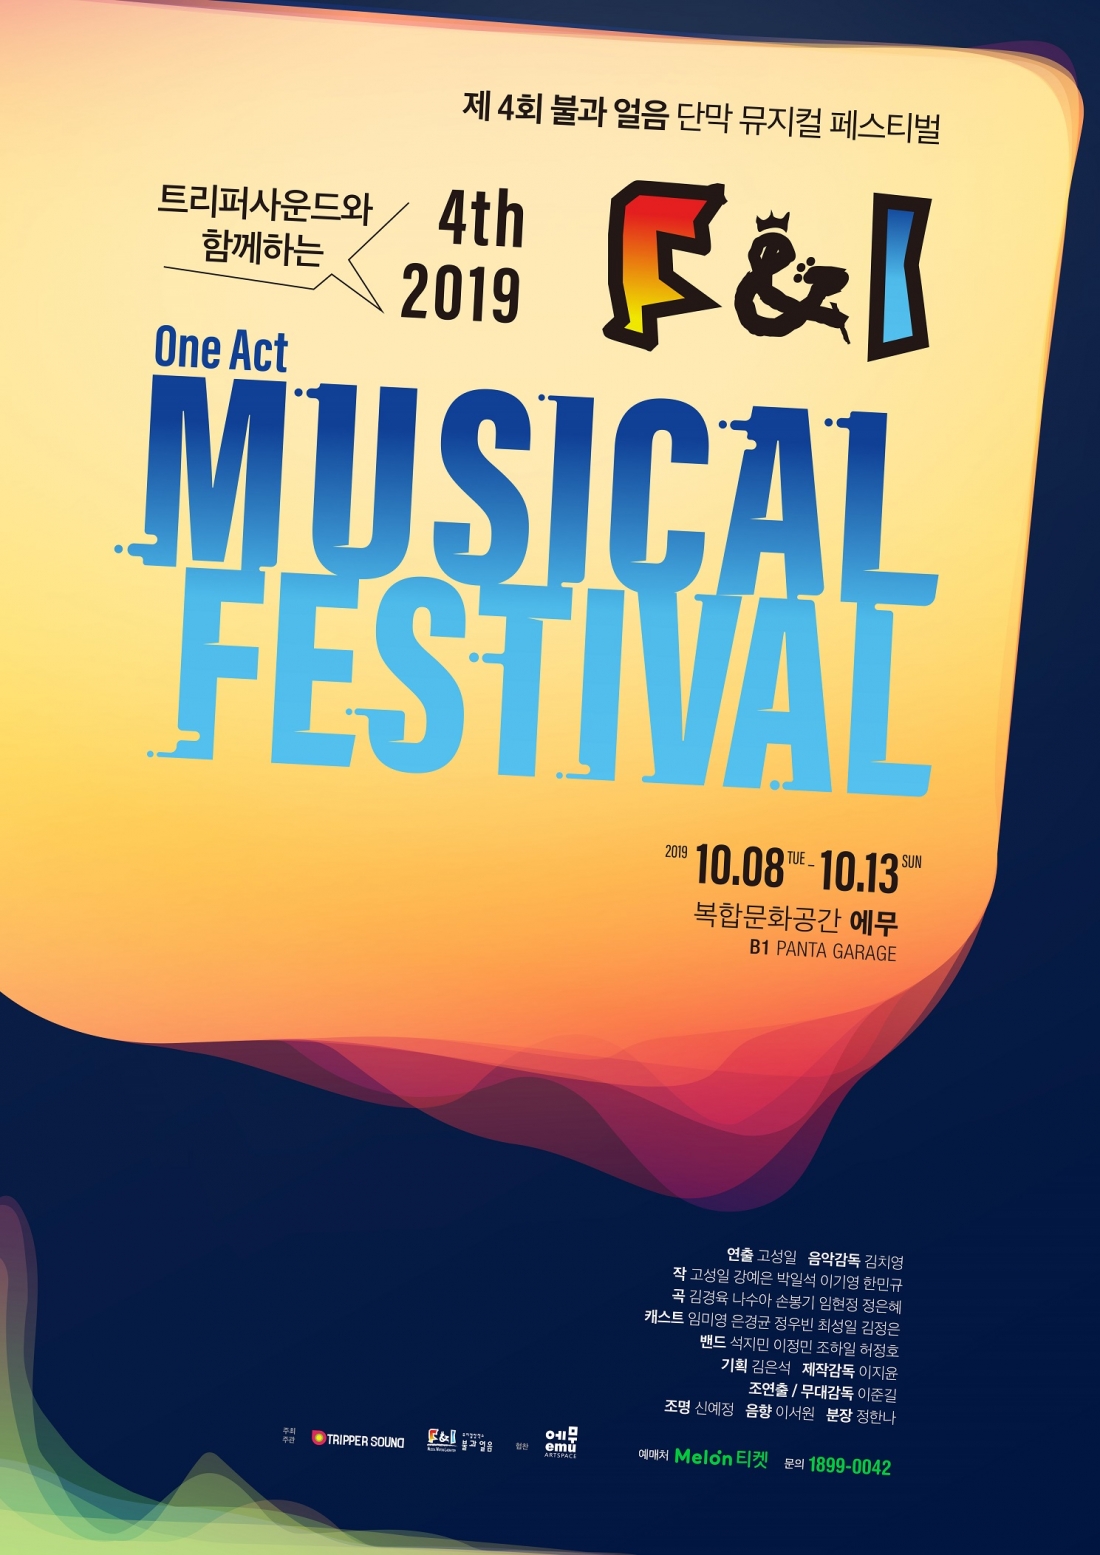 제 4회 불과 얼음 단막 뮤지컬 페스티벌
트리퍼사운드와
함께하는
4th
2019
F&I
One Act
MUSICAL
FESTIVAL
2019 10.08 TUE – 10.13 SUN
복합문화공간 에무
B1 PANTA GARAGE
연출 고성일 음악감독 김치영
작 고성일 강예은 박일석 이기영 한민규
곡 김경육 나수아 손봉기 임현정 정은혜
캐스트 임미영 은경균 정우빈 최성일 김정은
밴드 석지민 이정민 조하일 허정호
기획 김은석 제작감독 이지윤
조연출 / 무대감독 이준길
조명 신예정 음향 이서원 분장 정한나
주최
주관
TRIPPER SOUND
F&I
불과얼음
협찬
에무
emu
ARTSPACE
예매처 Melon 티켓 문의 1899-0042